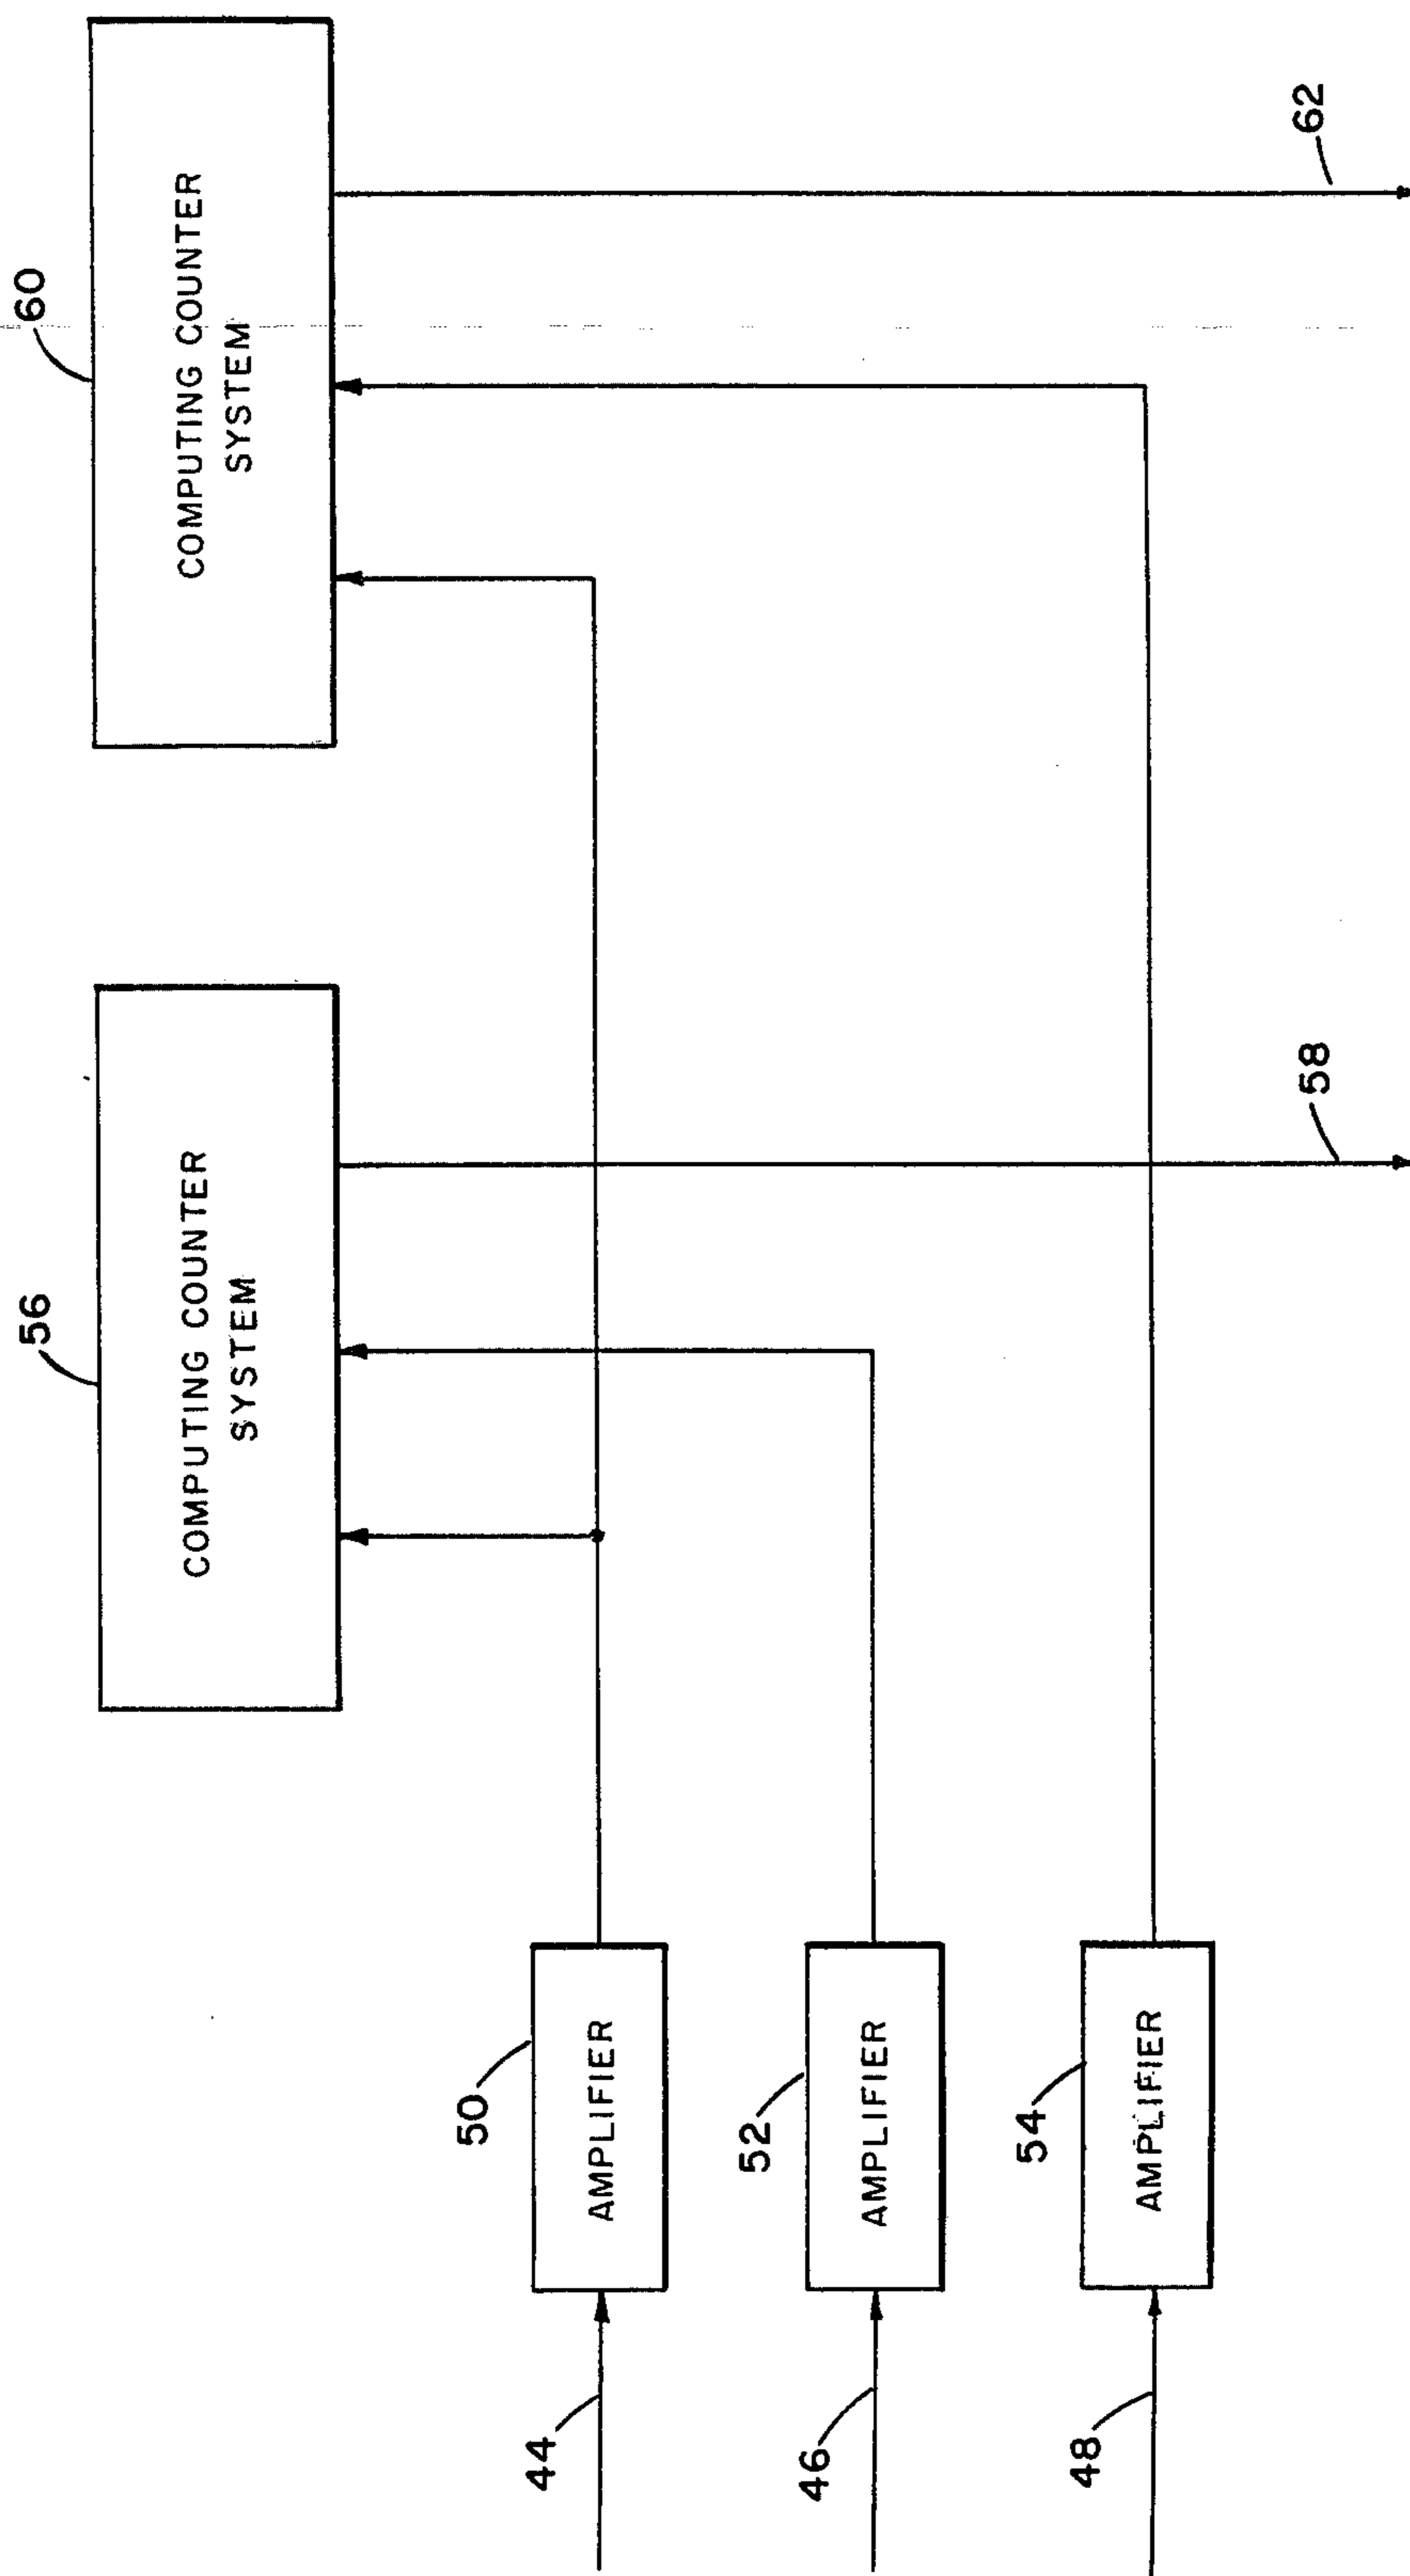 56
60
COMPUTING COUNTER
SYSTEM
COMPUTING COUNTER
SYSTEM
50
AMPLIFIER
44
52
AMPLIFIER
46
54
AMPLIFIER
48
58
62